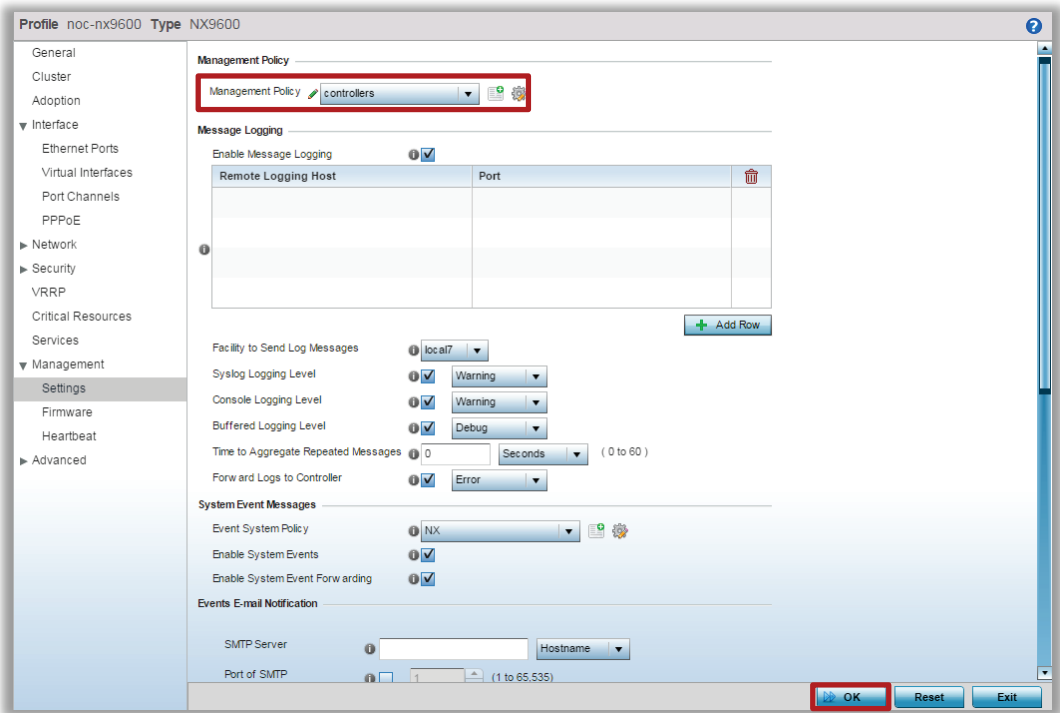 Profile noc-nx9600 Type NX9600
General
Cluster
Adoption
Interface
Ethernet Ports
Virtual Interfaces
Port Channels
PPPoE
Network
Security
VRRP
Critical Resources
Services
Management
Settings
Firmware
Heartbeat
Advanced
Management Policy
Management Policy controllers
Message Logging
Enable Message Logging
Remote Logging Host Port
Add Row
Facility to Send Log Messages local7
Syslog Logging Level Warning
Console Logging Level Warning
Buffered Logging Level Debug
Time to Aggregate Repeated Messages 0 Seconds ( 0 to 60 )
Forward Logs to Controller Error
System Event Messages
Event System Policy NX
Enable System Events
Enable System Event Forwarding
Events E-mail Notification
SMTP Server Hostname
Port of SMTP 1 (1 to 65,535)
OK Reset Exit